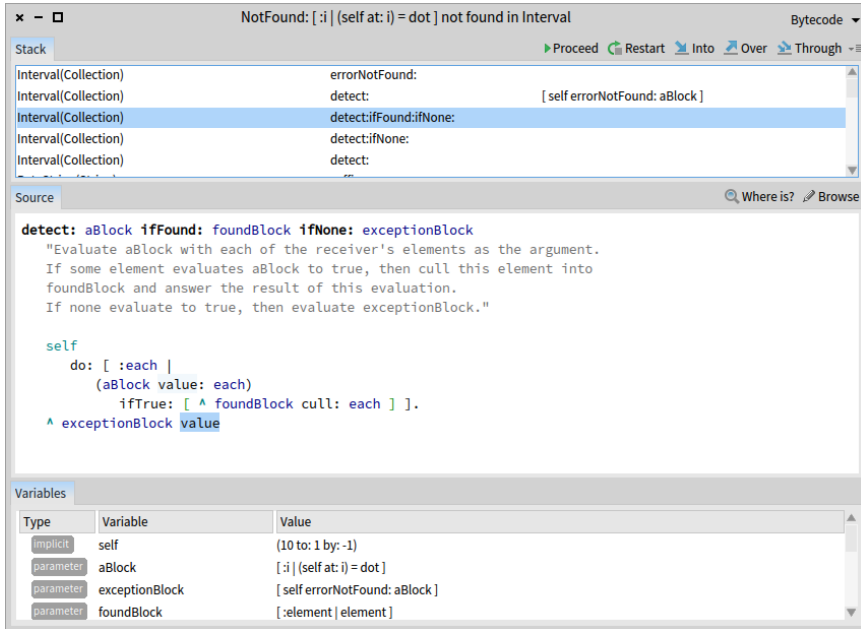 NotFound: [ :i | (self at: i) = dot ] not found in Interval
Bytecode
Stack
Proceed Restart Into Over Through
Interval(Collection) errorNotFound:
Interval(Collection) detect: [ self errorNotFound: aBlock ]
Interval(Collection) detect:ifFound:ifNone:
Interval(Collection) detect:ifNone:
Interval(Collection) detect:
Source
Where is? Browse
detect: aBlock ifFound: foundBlock ifNone: exceptionBlock
"Evaluate aBlock with each of the receiver's elements as the argument.
If some element evaluates aBlock to true, then cull this element into
foundBlock and answer the result of this evaluation.
If none evaluate to true, then evaluate exceptionBlock."
self
do: [ :each |
(aBlock value: each)
ifTrue: [ ^ foundBlock cull: each ] ].
^ exceptionBlock value
Variables
Type Variable Value
implicit self (10 to: 1 by: -1)
parameter aBlock [ :i | (self at: i) = dot ]
parameter exceptionBlock [ self errorNotFound: aBlock ]
parameter foundBlock [ :element | element ]